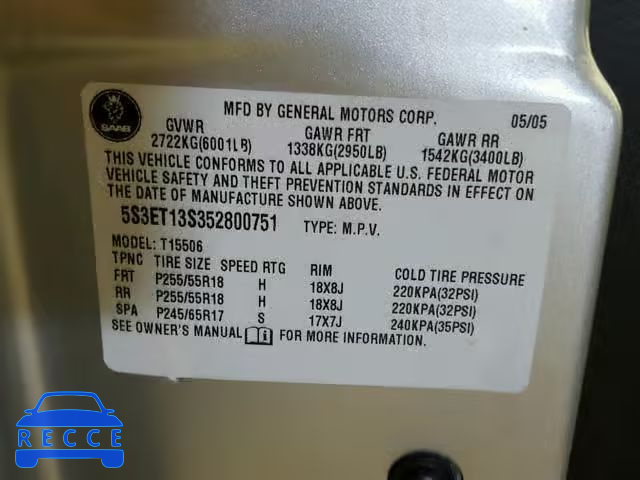 SAAB
MFD BY GENERAL MOTORS CORP. 05/05
GVWR GAWR FRT GAWR RR
2722KG(6001LB) 1338KG(2950LB) 1542KG(3400LB)
THIS VEHICLE CONFORMS TO ALL APPLICABLE U.S. FEDERAL MOTOR
VEHICLE SAFETY AND THEFT PREVENTION STANDARDS IN EFFECT ON
THE DATE OF MANUFACTURE SHOWN ABOVE.
5S3ET13S352800751 TYPE: M.P.V.
MODEL: T15506
TPNC TIRE SIZE SPEED RTG RIM COLD TIRE PRESSURE
FRT P255/55R18 H 18X8J 220KPA(32PSI)
RR P255/55R18 H 18X8J 220KPA(32PSI)
SPA P245/65R17 S 17X7J 240KPA(35PSI)
SEE OWNER'S MANUAL i FOR MORE INFORMATION.
RECCE